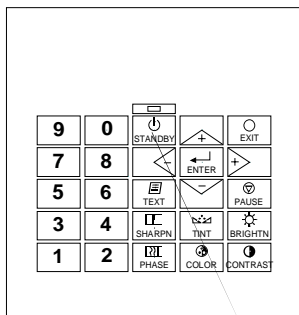 9 0 STANDBY + EXIT
7 8 - ENTER +
5 6 TEXT - PAUSE
3 4 SHARPN TINT BRIGHTN
1 2 PHASE COLOR CONTRAST